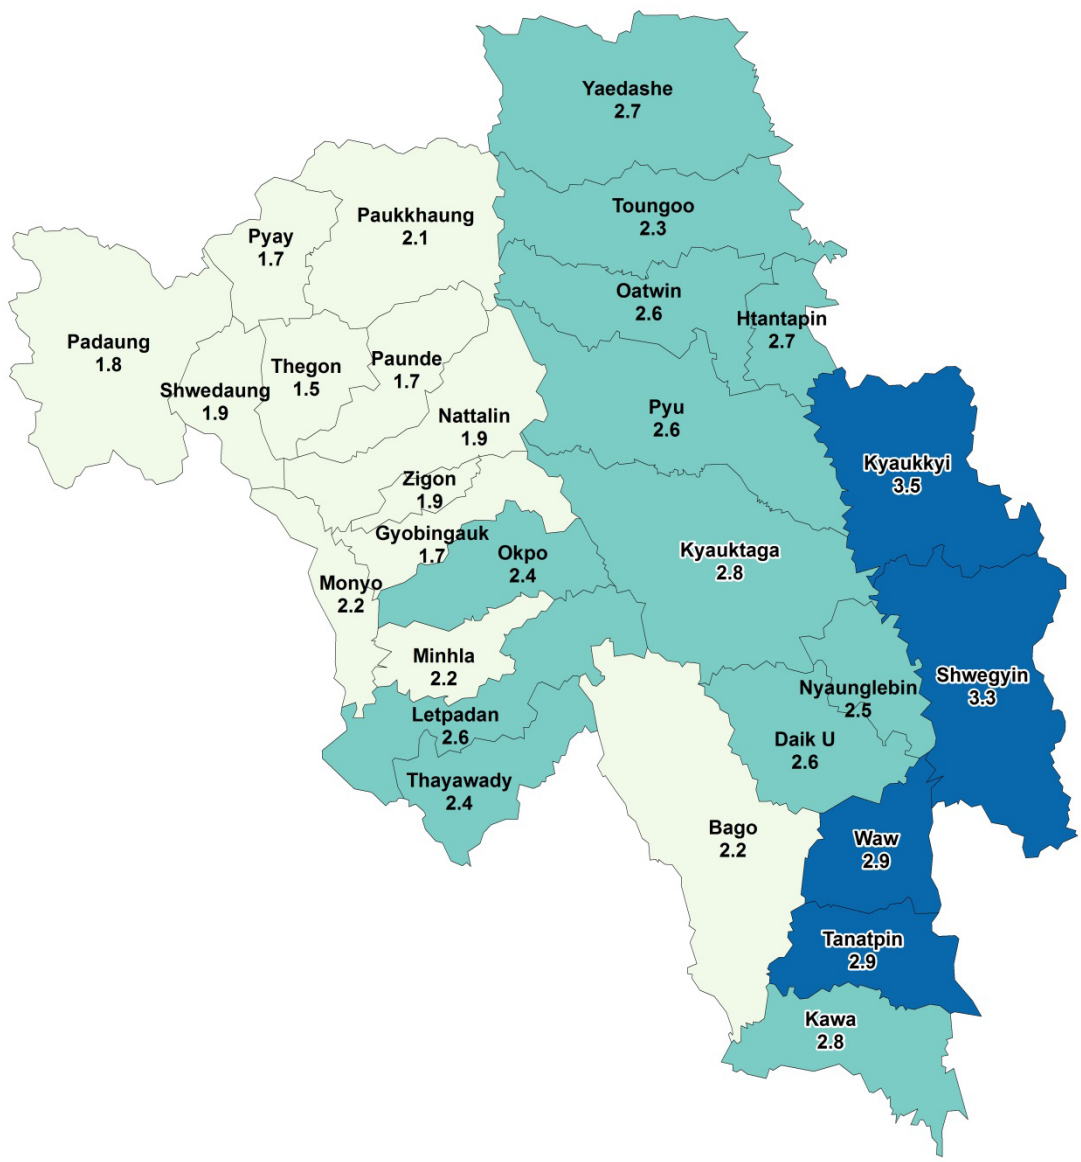 Yaedashe
2.7
Toungoo
2.3
Paukkhaung
2.1
Pyay
1.7
Oatwin
2.6
Htantapin
2.7
Padaung
1.8
Shwedaung
1.9
Thegon
1.5
Paunde
1.7
Nattalin
1.9
Pyu
2.6
Kyaukkyi
3.5
Zigon
1.9
Gyobingauk
1.7
Okpo
2.4
Kyauktaga
2.8
Monyo
2.2
Minhla
2.2
Nyaunglebin
2.5
Shwegyin
3.3
Letpadan
2.6
Daik U
2.6
Thayawady
2.4
Bago
2.2
Waw
2.9
Tanatpin
2.9
Kawa
2.8